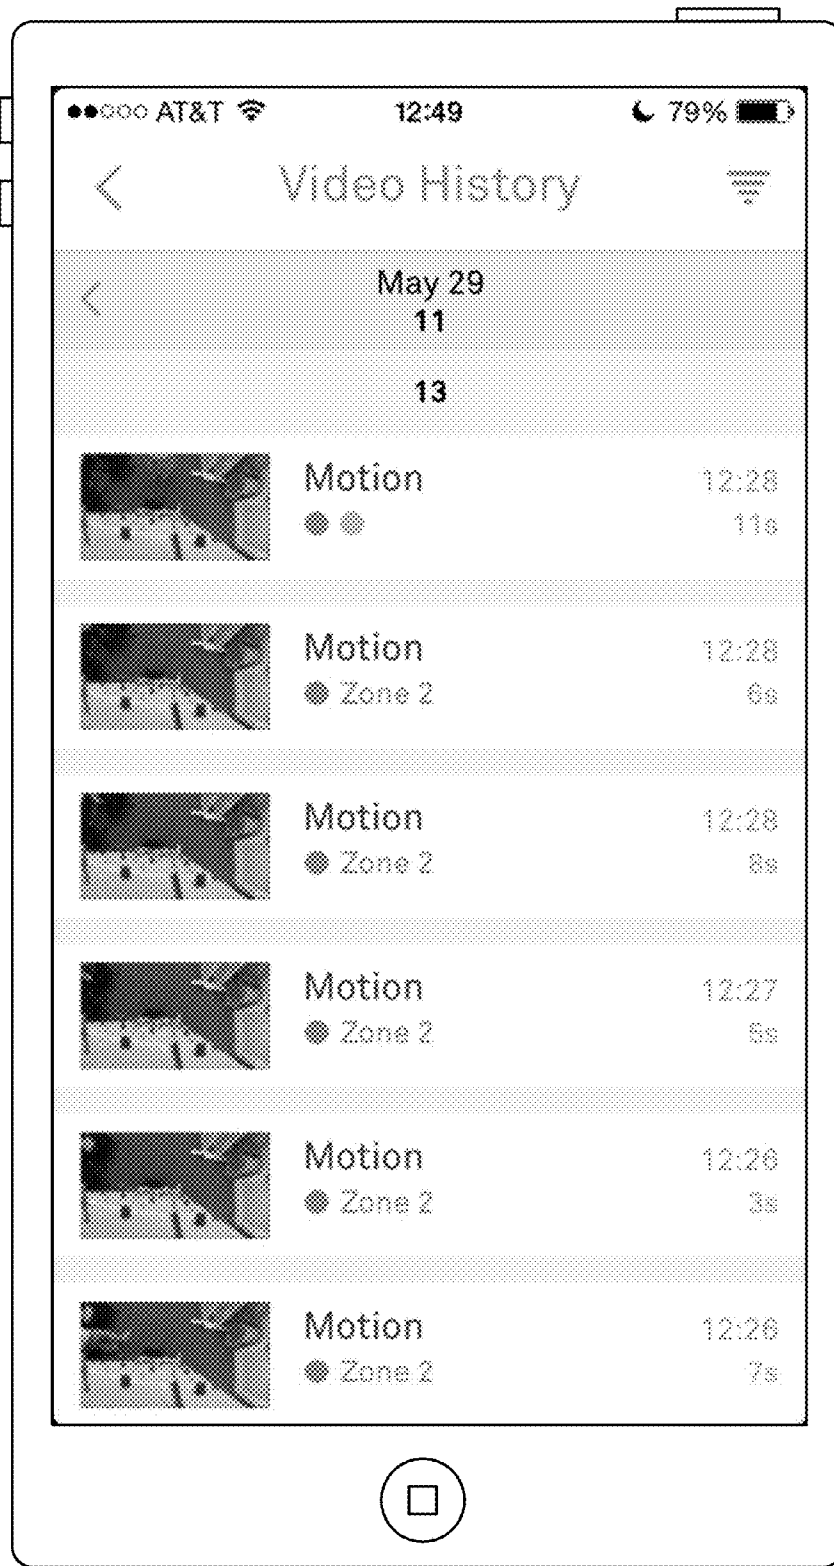 AT&T 12:49 79%
Video History
May 29
11
13
Motion 12:28
11s
Motion 12:28
Zone 2 6s
Motion 12:28
Zone 2 8s
Motion 12:27
Zone 2 5s
Motion 12:26
Zone 2 3s
Motion 12:26
Zone 2 7s